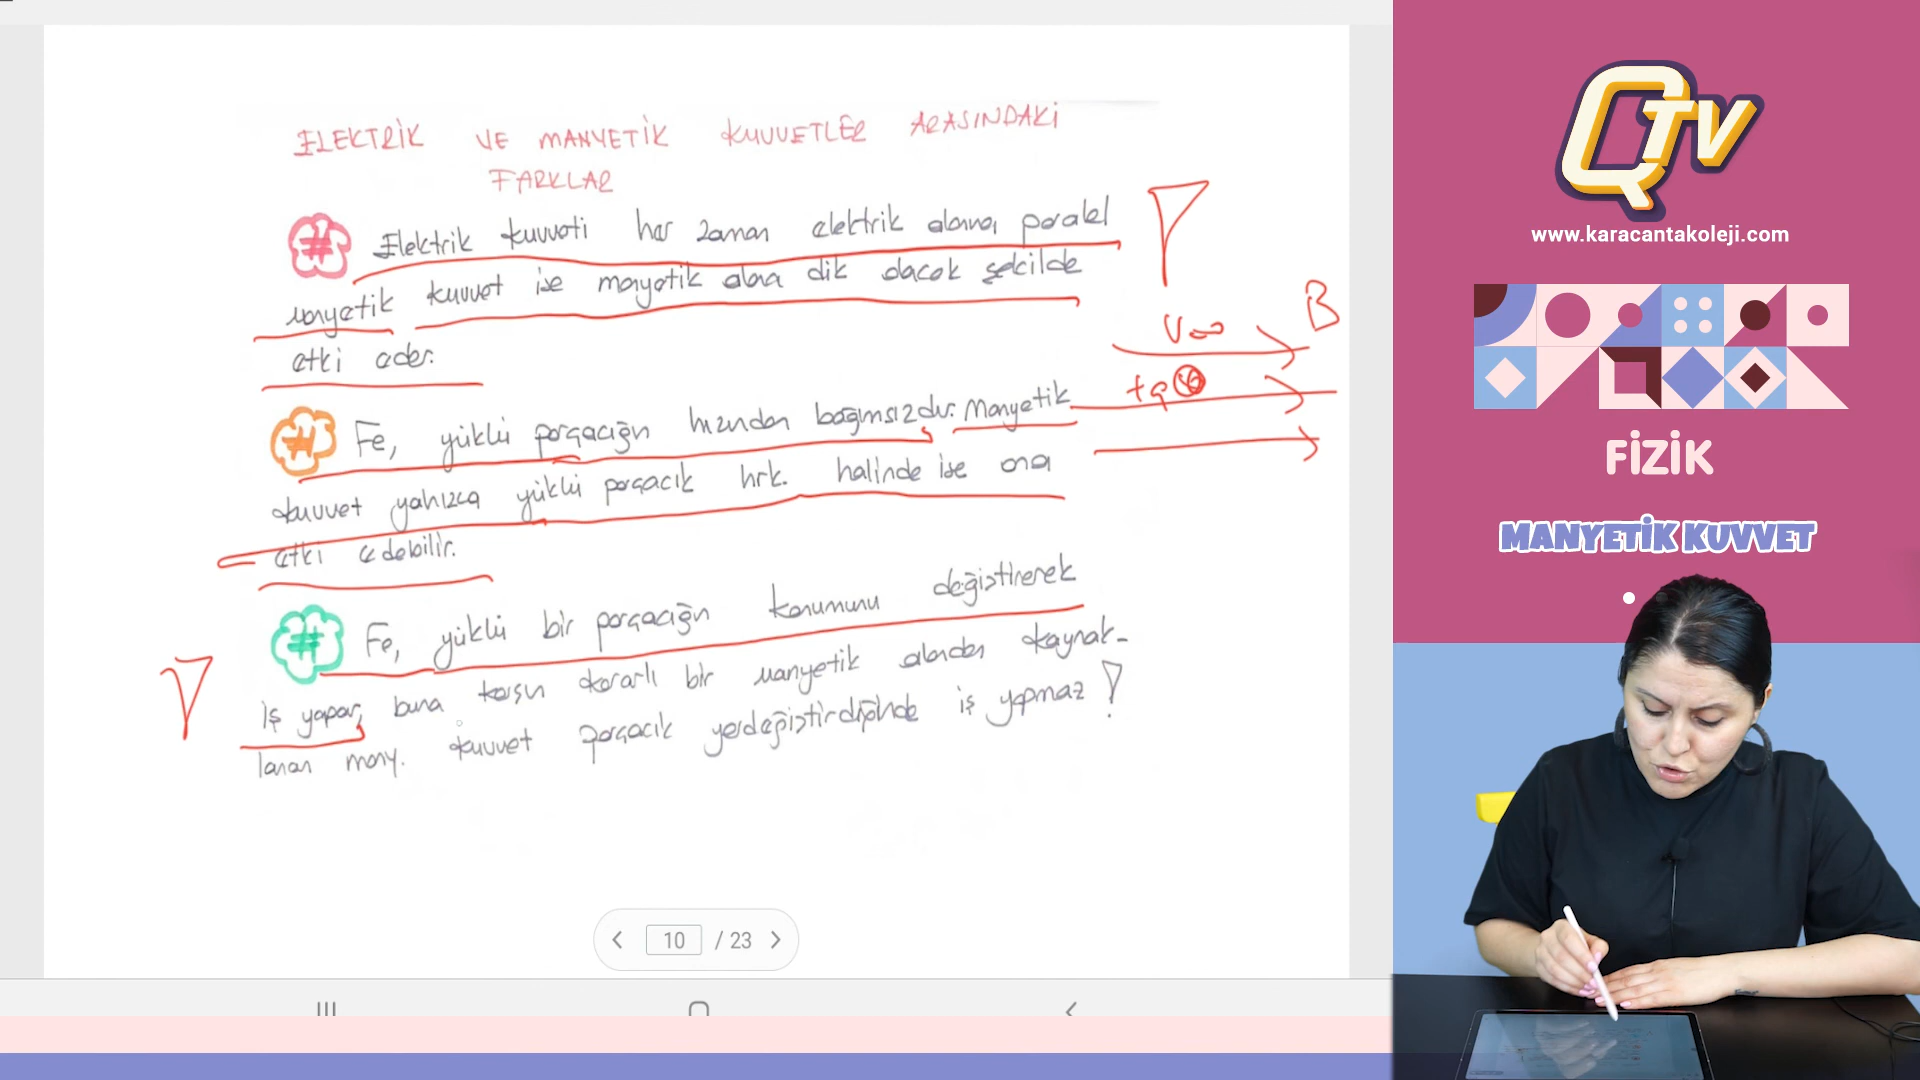 ELEKTRİK VE MANYETİK KUVVETLER ARASINDAKİ
FARKLAR
# Elektrik kuvveti her zaman elektrik alana paralel
manyetik kuvvet ise manyetik alana dik olacak şekilde
etki eder.
V=0
B
+q
# Fe, yüklü parçacığın hızından bağımsızdır. Manyetik
kuvvet yalnızca yüklü parçacık hrk. halinde ise ona
etki edebilir.
# Fe, yüklü bir parçacığın konumunu değiştirerek
iş yapar, buna karşın kararlı bir manyetik alandan kaynak-
lanan many. kuvvet parçacık yerdeğiştirdiğinde iş yapmaz !
10 / 23
QTV
www.karacantakoleji.com
FİZİK
MANYETİK KUVVET